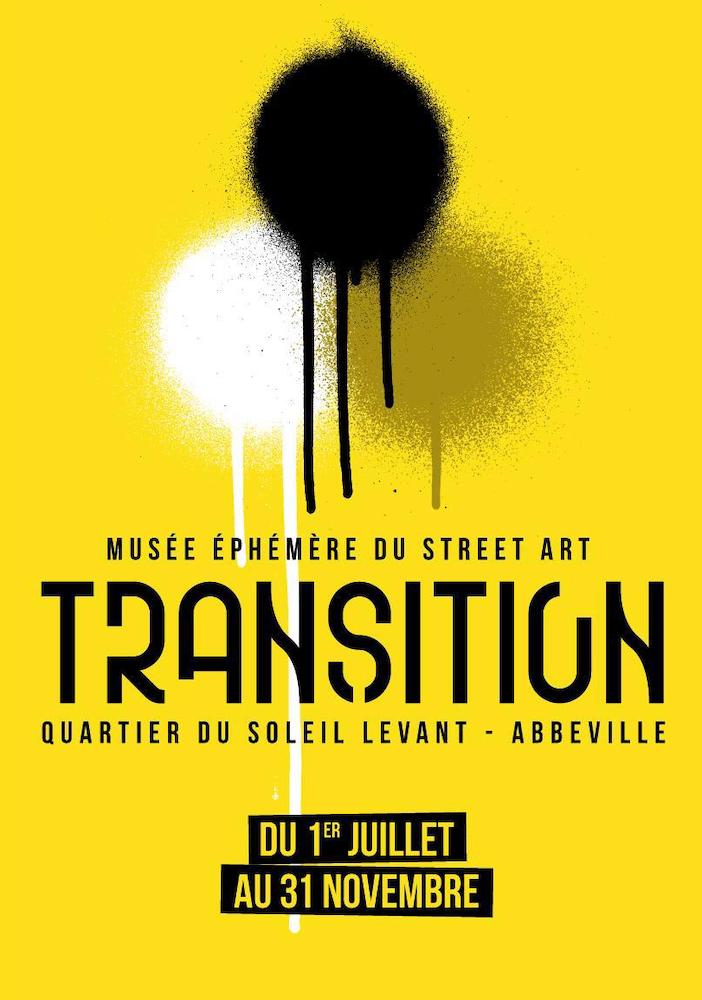 MUSÉE ÉPHÉMÈRE DU STREET ART
TRANSITION
QUARTIER DU SOLEIL LEVANT - ABBEVILLE
DU 1ER JUILLET
AU 31 NOVEMBRE